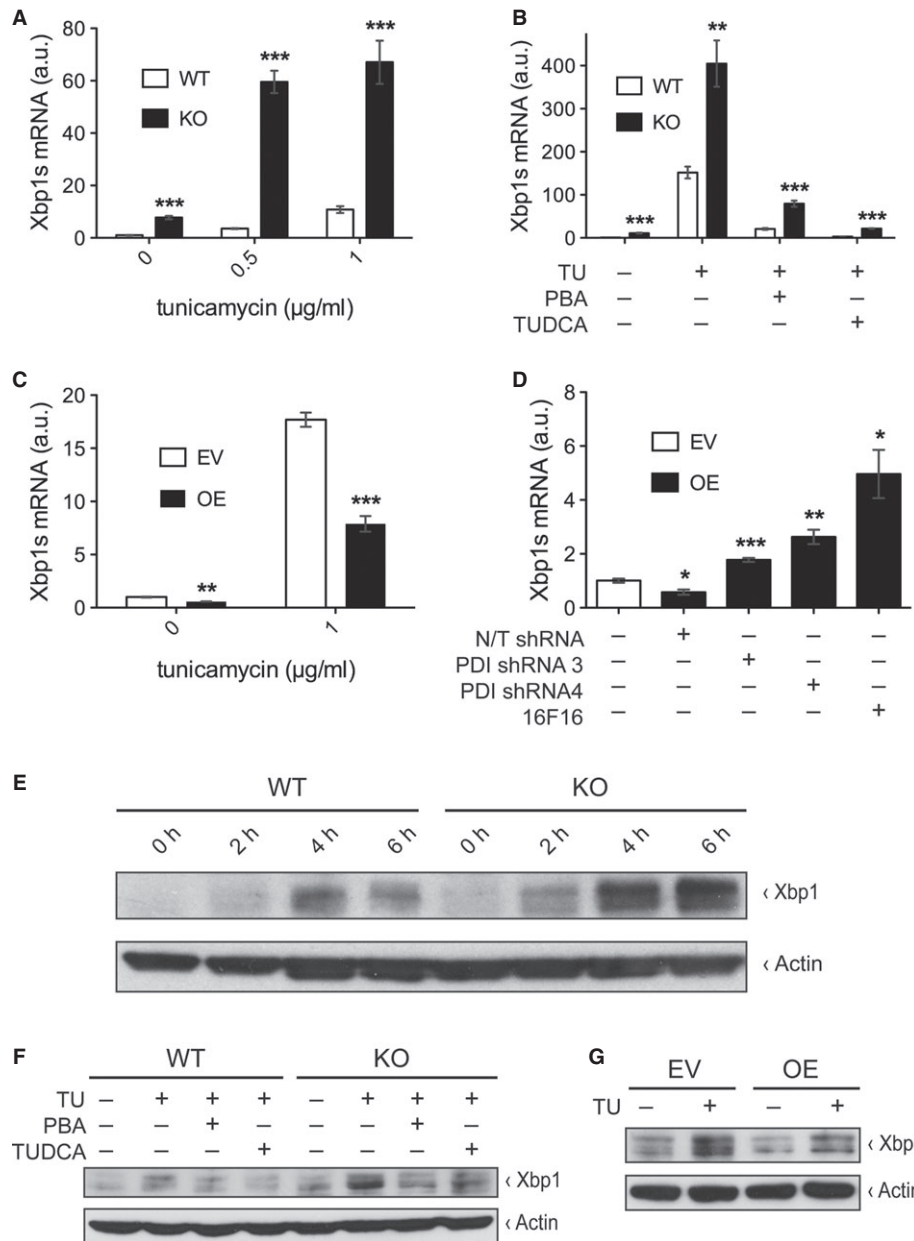 A
Xbp1s mRNA (a.u.)
80
60
40
20
0
WT
KO
***
***
***
0
0.5
1
tunicamycin (µg/ml)
B
Xbp1s mRNA (a.u.)
400
300
200
100
0
WT
KO
***
**
***
***
TU – + + +
PBA – – + –
TUDCA – – – +
C
Xbp1s mRNA (a.u.)
20
15
10
5
0
EV
OE
**
***
0
1
tunicamycin (µg/ml)
D
Xbp1s mRNA (a.u.)
8
6
4
2
0
EV
OE
*
***
**
*
N/T shRNA – + – – –
PDI shRNA 3 – – + – –
PDI shRNA4 – – – + –
16F16 – – – – +
E
WT KO
0 h 2 h 4 h 6 h 0 h 2 h 4 h 6 h
‹ Xbp1
‹ Actin
F
WT KO
TU – + + + – + + +
PBA – – + – – – + –
TUDCA – – – + – – – +
‹ Xbp1
‹ Actin
G
EV OE
TU – + – +
‹ Xbp
‹ Actin